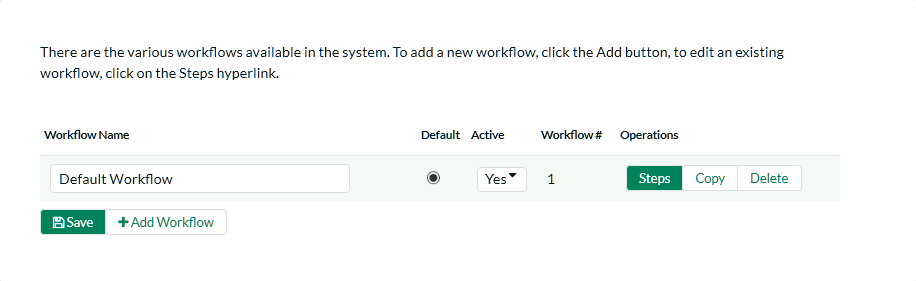 There are the various workflows available in the system. To add a new workflow, click the Add button, to edit an existing
workflow, click on the Steps hyperlink.
Workflow Name Default Active Workflow # Operations
Default Workflow Yes 1 Steps Copy Delete
Save + Add Workflow